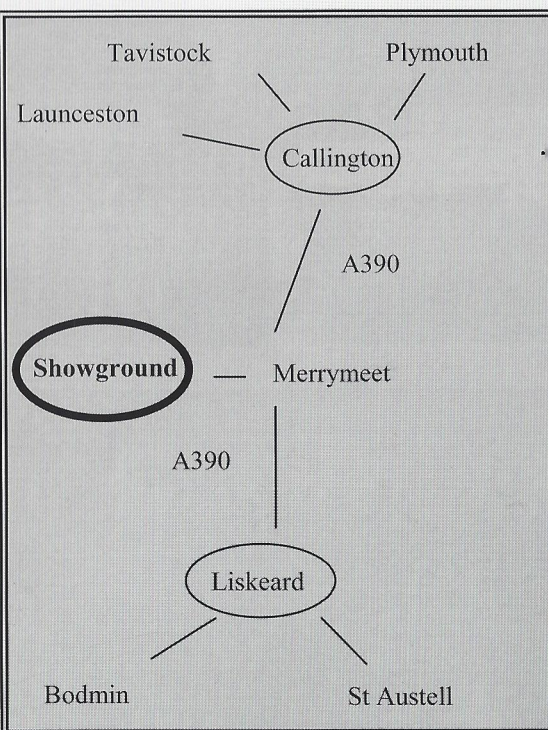 Tavistock
Plymouth
Launceston
Callington
A390
Showground
Merrymeet
A390
Liskeard
Bodmin
St Austell